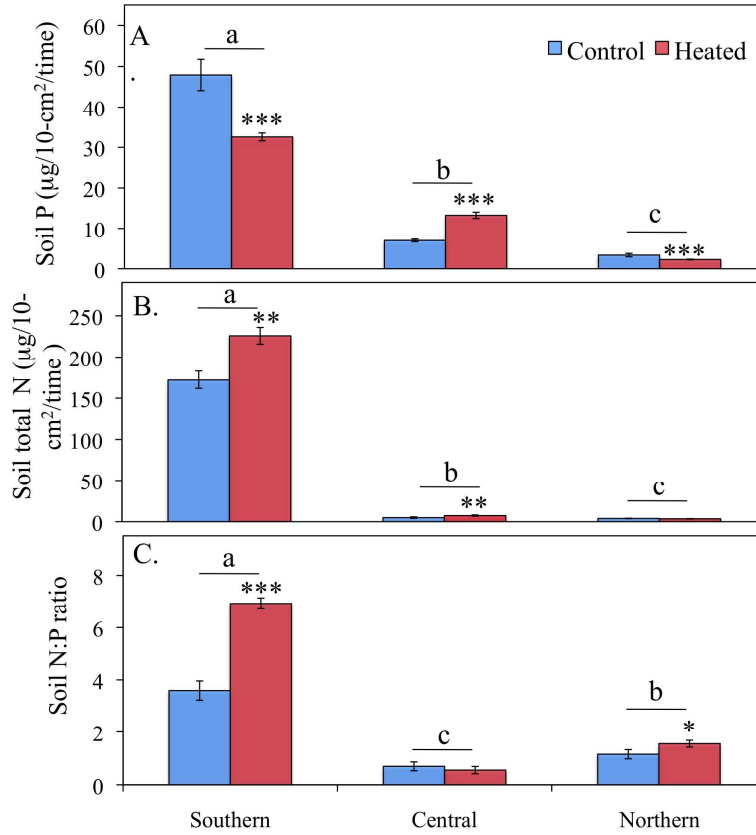 A
a
Control Heated
Soil P (µg/10-cm²/time)
60
50
40
30
20
10
0
***
b
***
c
***
B.
a
Soil total N (µg/10-
cm²/time )
250
200
150
100
50
0
**
b
**
c
C.
a
Soil N:P ratio
8
6
4
2
0
***
c
b
*
Southern Central Northern